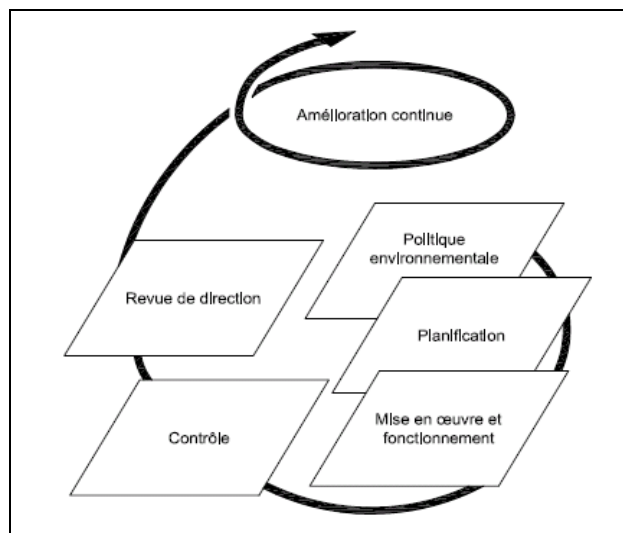 Amélioration continue
Politique
environnementale
Revue de direction
Planification
Mise en œuvre et
fonctionnement
Contrôle